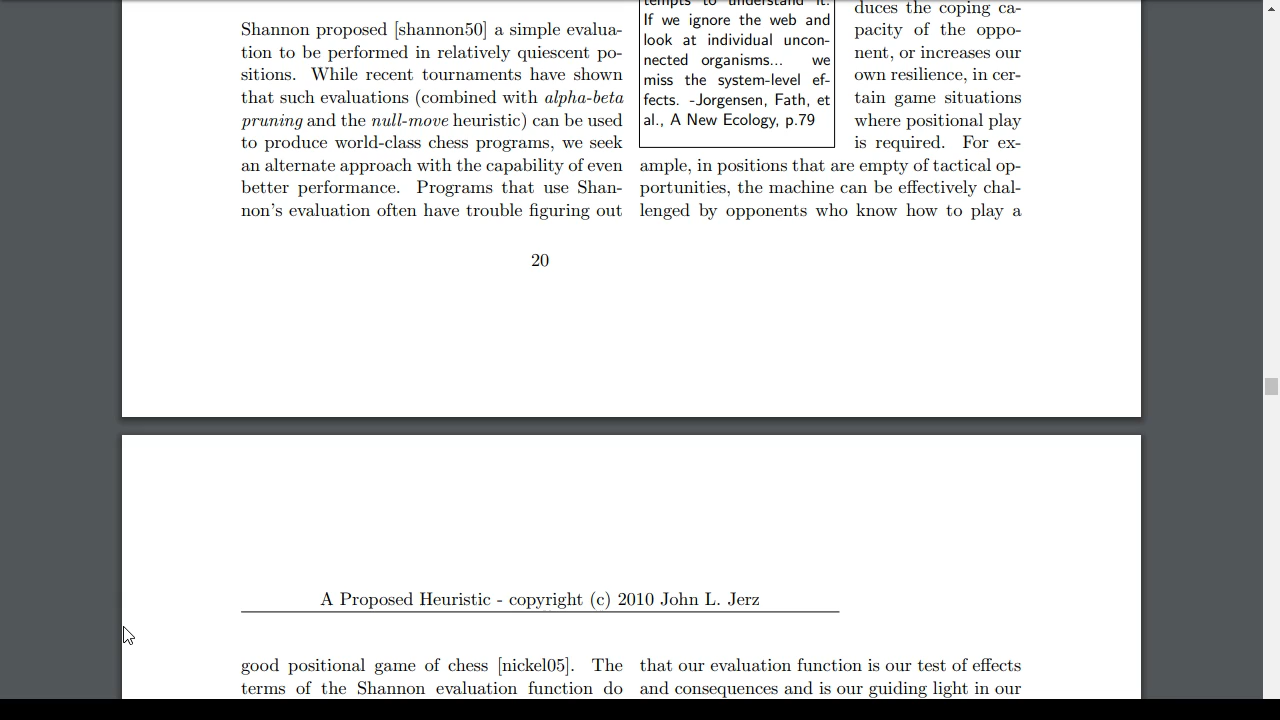 Shannon proposed [shannon50] a simple evalua-
tion to be performed in relatively quiescent po-
sitions. While recent tournaments have shown
that such evaluations (combined with alpha-beta
pruning and the null-move heuristic) can be used
to produce world-class chess programs, we seek
an alternate approach with the capability of even
better performance. Programs that use Shan-
non's evaluation often have trouble figuring out
tempts to understand it.
If we ignore the web and
look at individual uncon-
nected organisms... we
miss the system-level ef-
fects. -Jorgensen, Fath, et
al., A New Ecology, p.79
duces the coping ca-
pacity of the oppo-
nent, or increases our
own resilience, in cer-
tain game situations
where positional play
is required. For ex-
ample, in positions that are empty of tactical op-
portunities, the machine can be effectively chal-
lenged by opponents who know how to play a
20
A Proposed Heuristic - copyright (c) 2010 John L. Jerz
good positional game of chess [nickel05]. The
terms of the Shannon evaluation function do
that our evaluation function is our test of effects
and consequences and is our guiding light in our